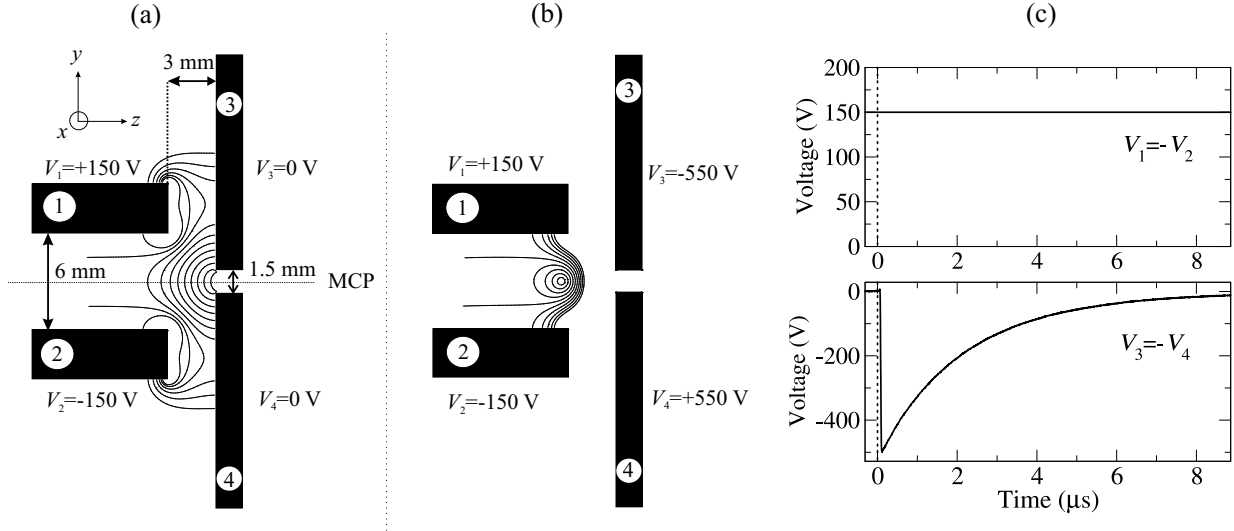 (a)
y
x
z
3 mm
V₁=+150 V
1
6 mm
2
V₂=-150 V
3
V₃=0 V
1.5 mm
MCP
V₄=0 V
4
(b)
V₁=+150 V
1
2
V₂=-150 V
3
V₃=-550 V
V₄=+550 V
4
(c)
Voltage (V)
200
150
100
50
0
0 2 4 6 8
V₁=-V₂
Voltage (V)
0
-200
-400
V₃=-V₄
0 2 4 6 8
Time (μs)